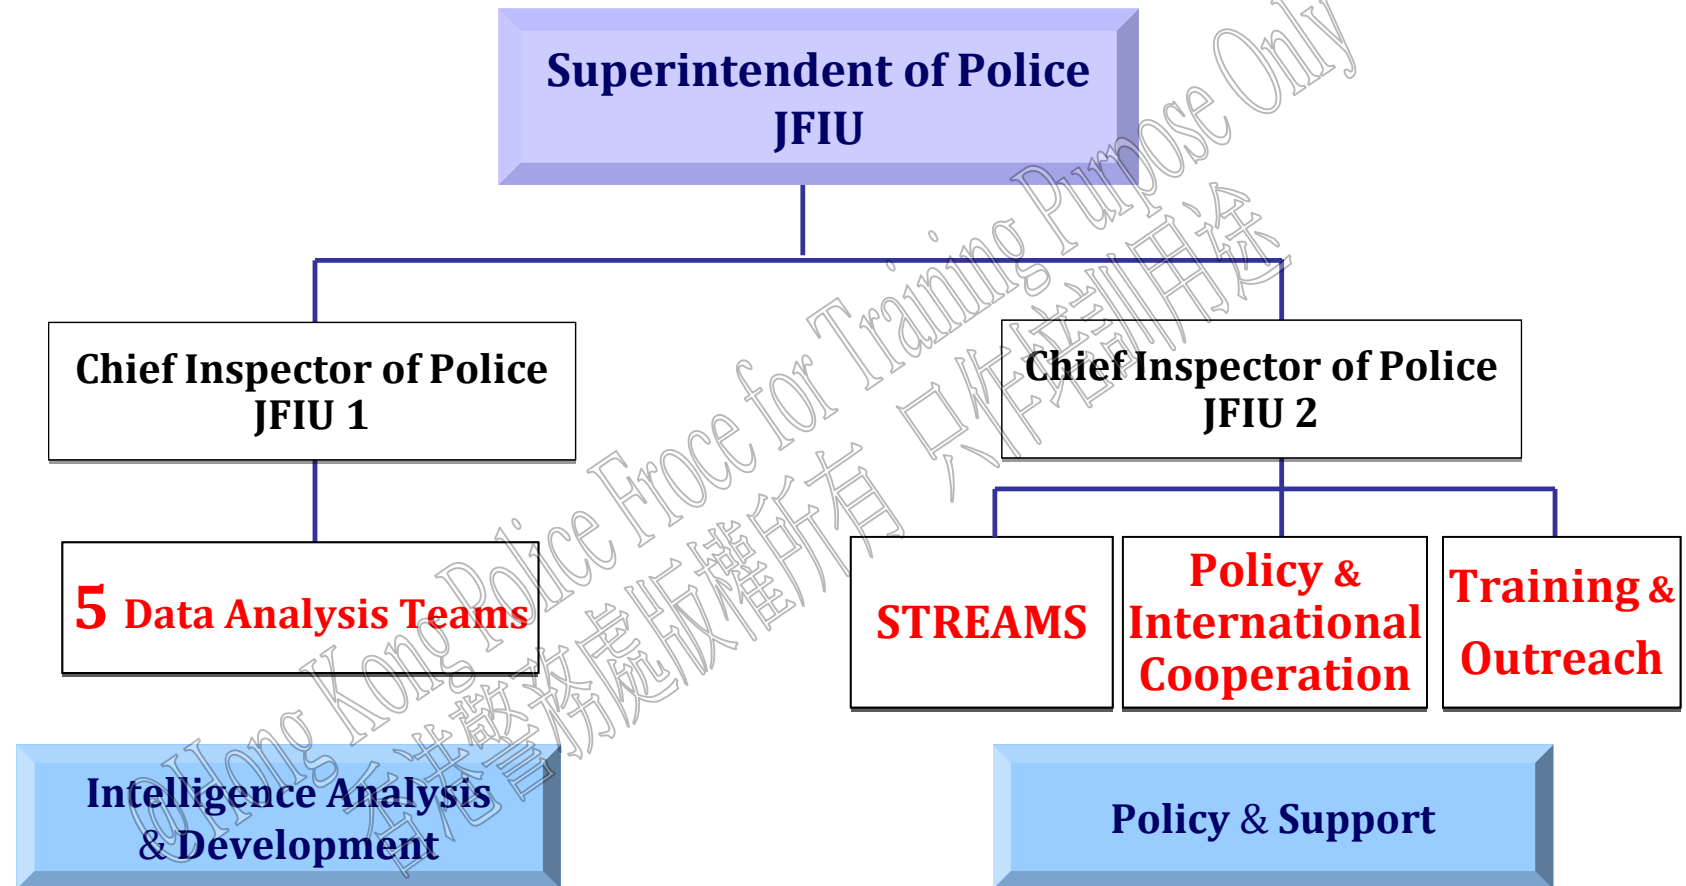 Superintendent of Police
JFIU
Chief Inspector of Police
JFIU 1
Chief Inspector of Police
JFIU 2
5 Data Analysis Teams
STREAMS
Policy &
International
Cooperation
Training &
Outreach
Intelligence Analysis
& Development
Policy & Support
@Hong Kong Police Froce for Training Purpose Only
香港警務處版權所有 只作培訓用途